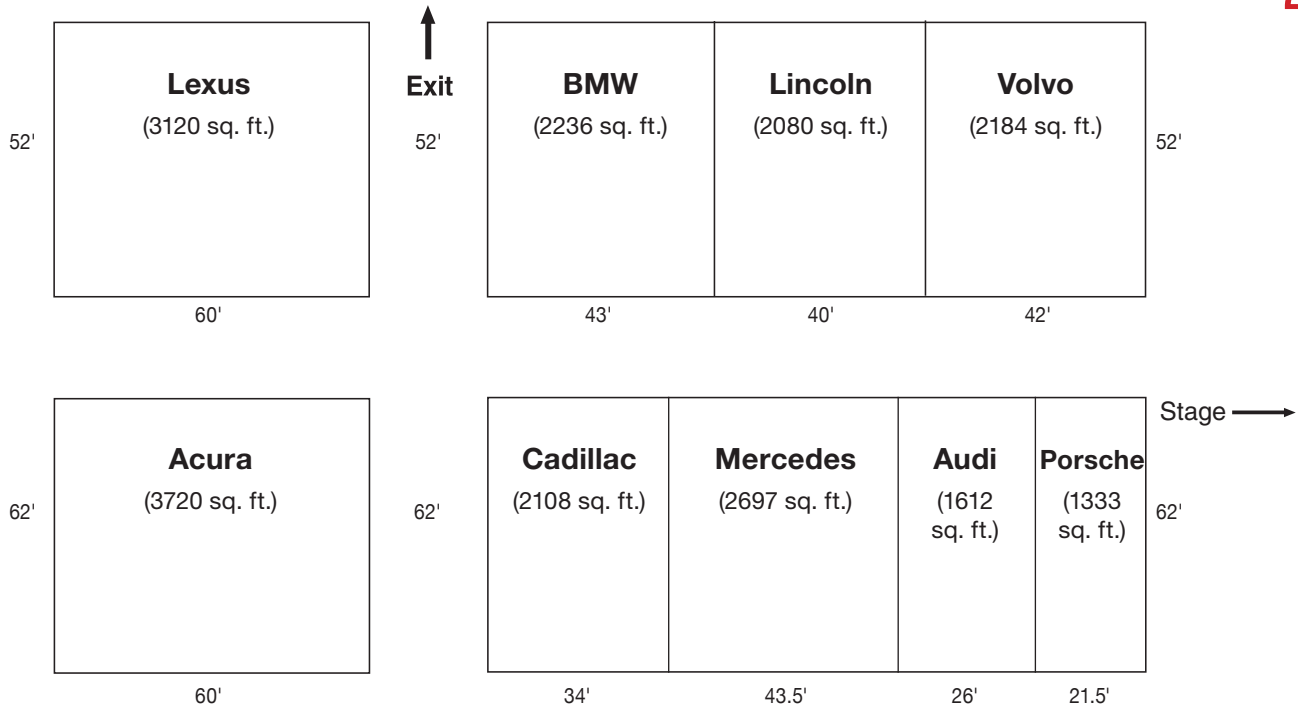 Exit
Lexus
(3120 sq. ft.)
52'
60'
52'
BMW
(2236 sq. ft.)
43'
Lincoln
(2080 sq. ft.)
40'
Volvo
(2184 sq. ft.)
42'
52'
Stage
Acura
(3720 sq. ft.)
62'
60'
62'
Cadillac
(2108 sq. ft.)
34'
Mercedes
(2697 sq. ft.)
43.5'
Audi
(1612
sq. ft.)
26'
Porsche
(1333
sq. ft.)
21.5'
62'